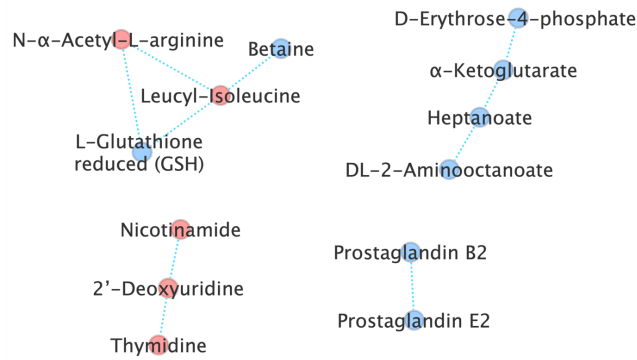 N-α-Acetyl-L-arginine
Betaine
Leucyl-Isoleucine
L-Glutathione
reduced (GSH)
D-Erythrose-4-phosphate
α-Ketoglutarate
Heptanoate
DL-2-Aminooctanoate
Nicotinamide
2’-Deoxyuridine
Thymidine
Prostaglandin B2
Prostaglandin E2